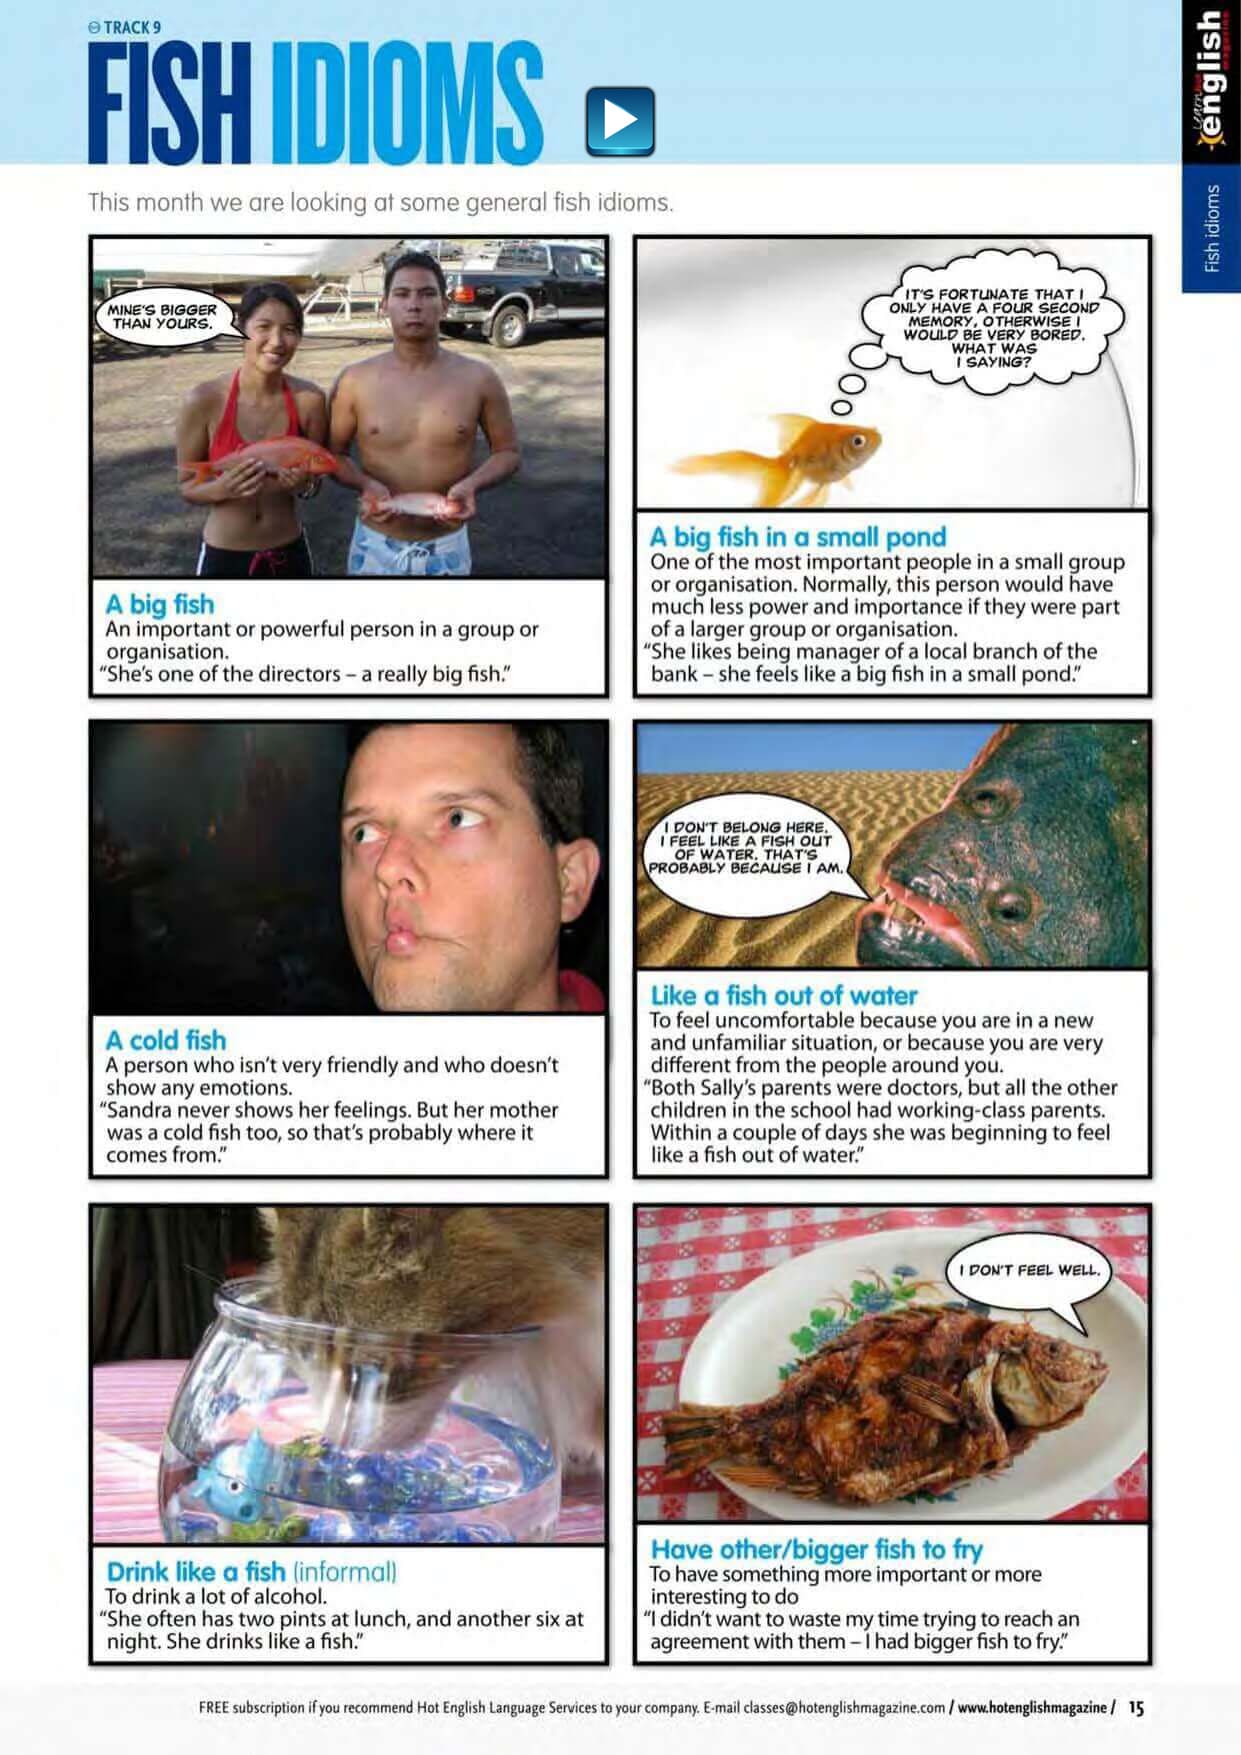 TRACK 9
FISH IDIOMS
This month we are looking at some general fish idioms.
Learn hot
english
magazine
Fish idioms
MINE'S BIGGER
THAN YOURS.
A big fish
An important or powerful person in a group or
organisation.
“She’s one of the directors – a really big fish.”
IT'S FORTUNATE THAT I
ONLY HAVE A FOUR SECOND
MEMORY, OTHERWISE I
WOULD BE VERY BORED.
WHAT WAS
I SAYING?
A big fish in a small pond
One of the most important people in a small group
or organisation. Normally, this person would have
much less power and importance if they were part
of a larger group or organisation.
“She likes being manager of a local branch of the
bank – she feels like a big fish in a small pond.”
A cold fish
A person who isn’t very friendly and who doesn’t
show any emotions.
“Sandra never shows her feelings. But her mother
was a cold fish too, so that’s probably where it
comes from.”
I DON'T BELONG HERE.
I FEEL LIKE A FISH OUT
OF WATER. THAT'S
PROBABLY BECAUSE I AM.
Like a fish out of water
To feel uncomfortable because you are in a new
and unfamiliar situation, or because you are very
different from the people around you.
“Both Sally’s parents were doctors, but all the other
children in the school had working-class parents.
Within a couple of days she was beginning to feel
like a fish out of water.”
Drink like a fish (informal)
To drink a lot of alcohol.
“She often has two pints at lunch, and another six at
night. She drinks like a fish.”
I DON'T FEEL WELL.
Have other/bigger fish to fry
To have something more important or more
interesting to do
“I didn’t want to waste my time trying to reach an
agreement with them – I had bigger fish to fry.”
FREE subscription if you recommend Hot English Language Services to your company. E-mail classes@hotenglishmagazine.com / www.hotenglishmagazine / 15